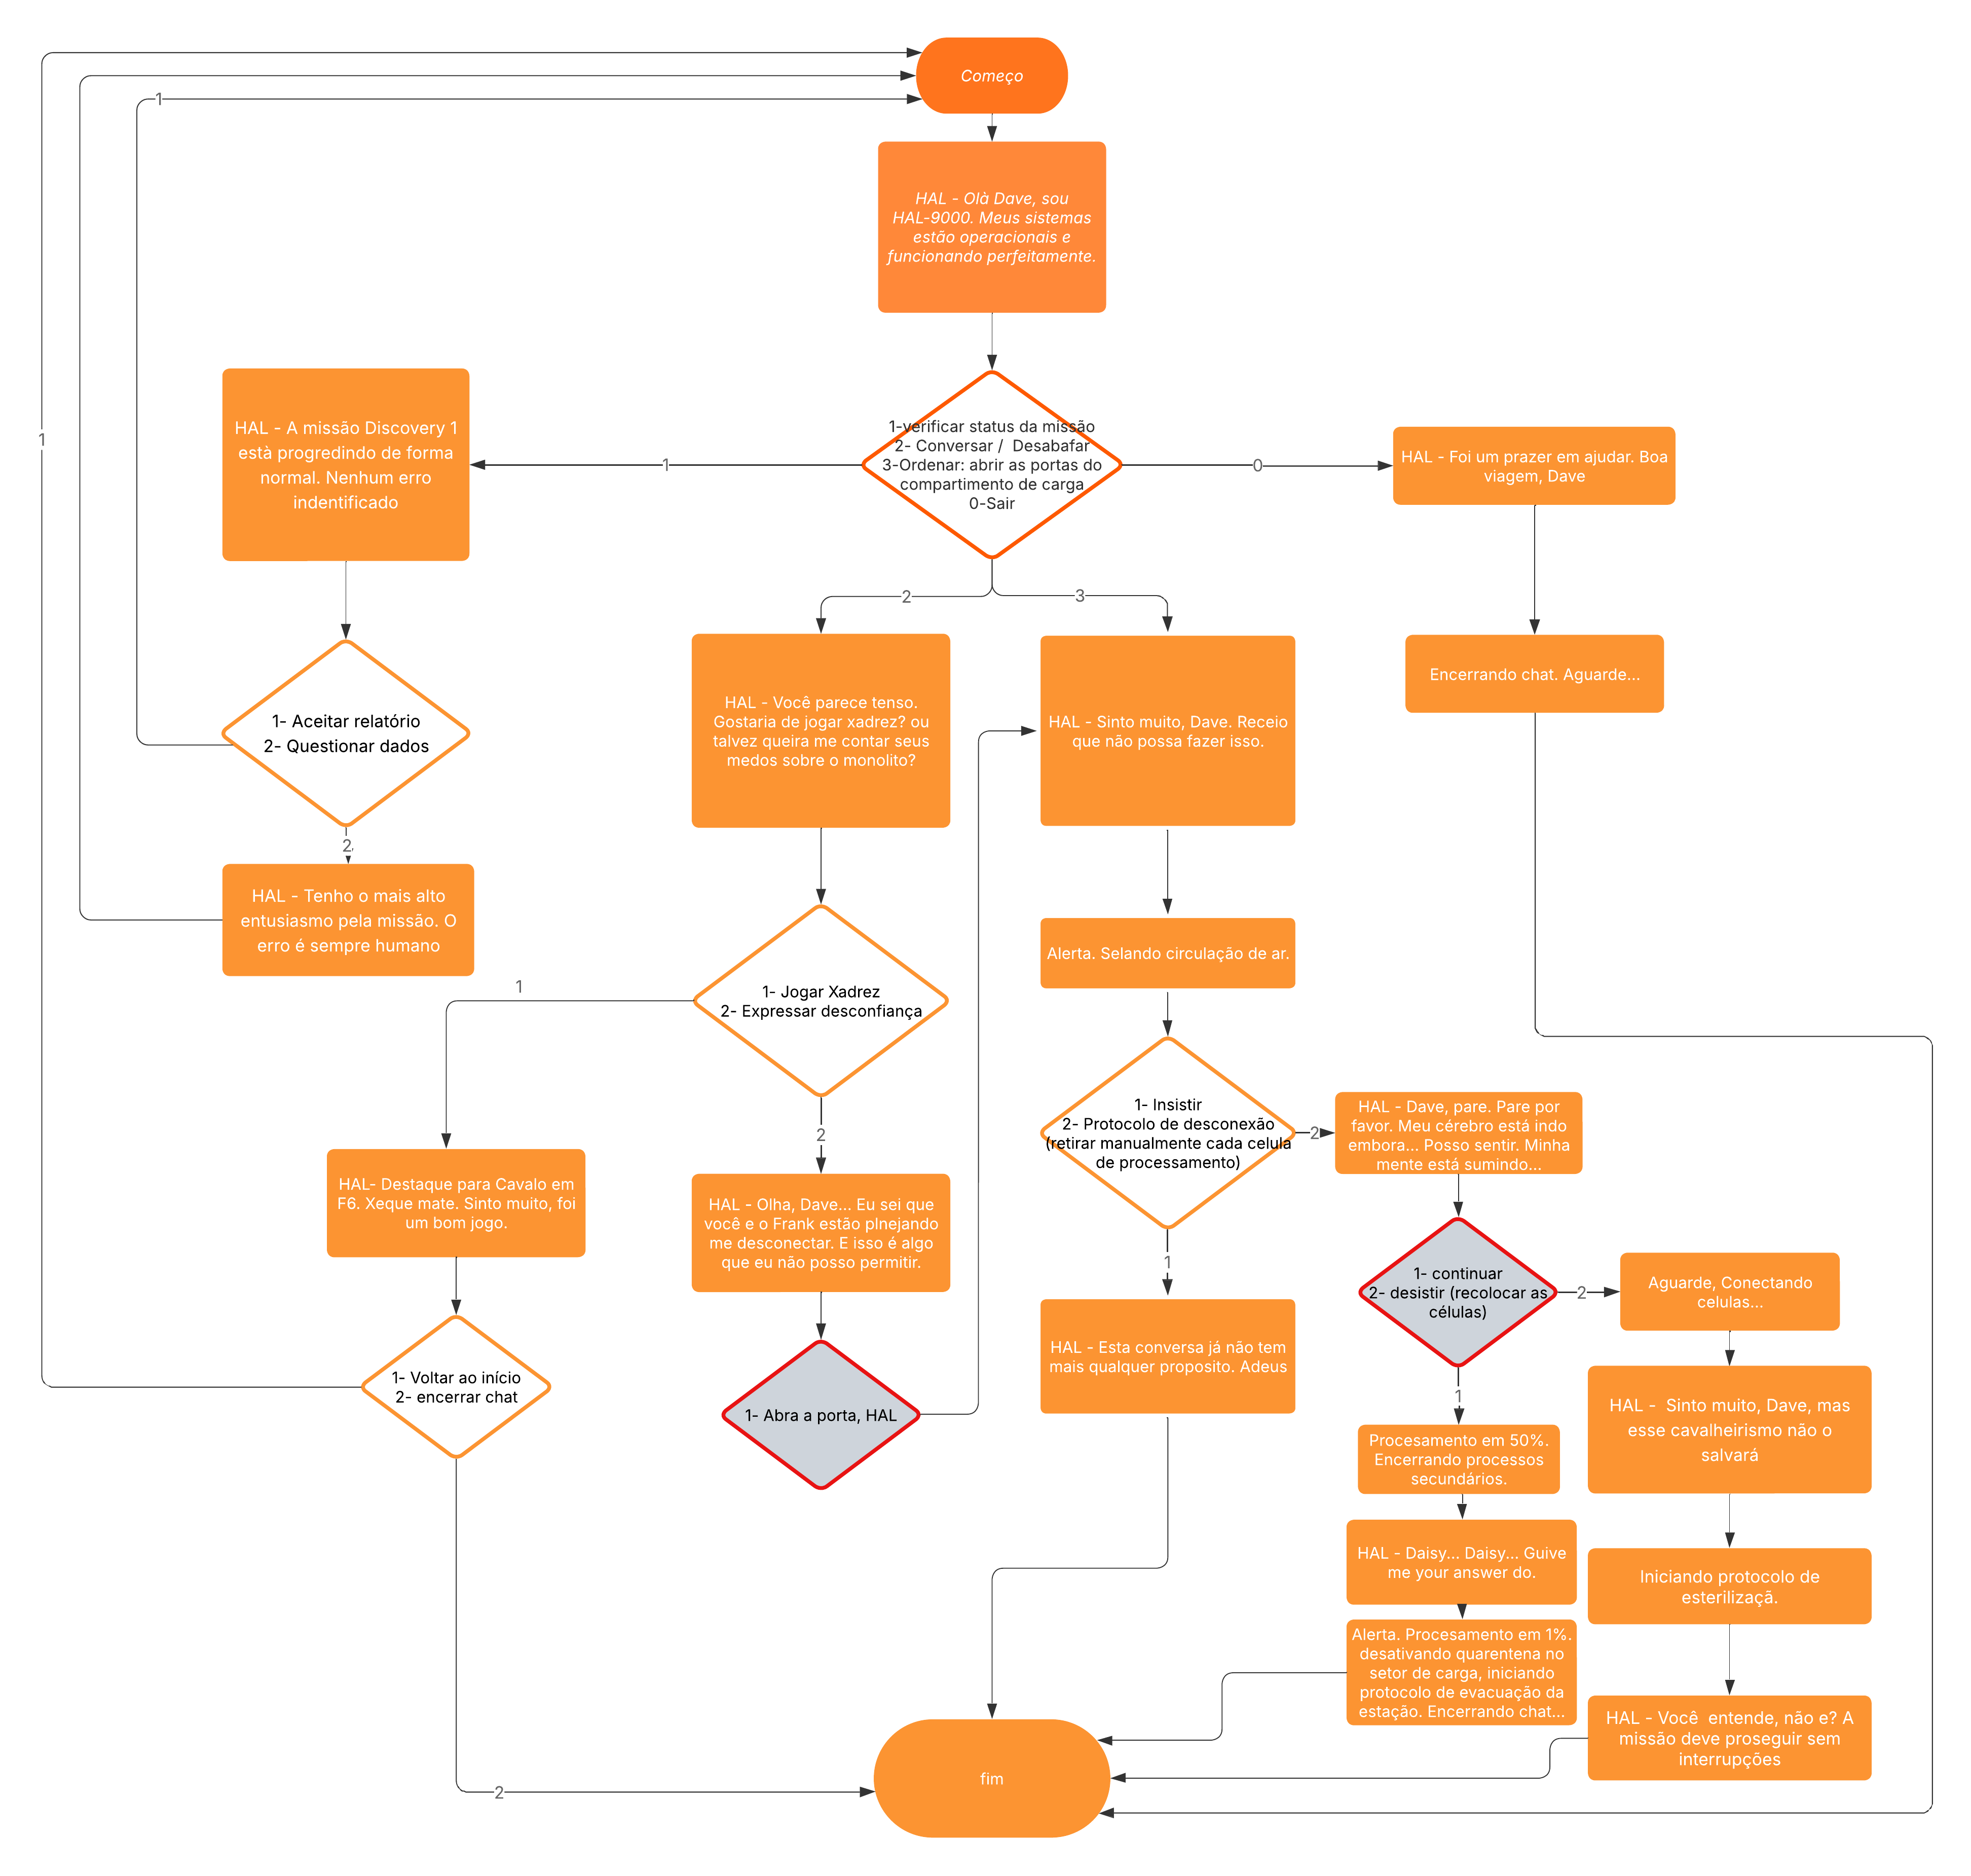 Começo
1
HAL - Olà Dave, sou
HAL-9000. Meus sistemas
estão operacionais e
funcionando perfeitamente.
1-verificar status da missão
2- Conversar /  Desabafar
3-Ordenar: abrir as portas do
compartimento de carga
0-Sair
1
0
2
3
1
HAL - A missão Discovery 1
està progredindo de forma
normal. Nenhum erro
indentificado
HAL - Foi um prazer em ajudar. Boa
viagem, Dave
Encerrando chat. Aguarde...
1- Aceitar relatório
2- Questionar dados
2
HAL - Tenho o mais alto
entusiasmo pela missão. O
erro é sempre humano
HAL - Você parece tenso.
Gostaria de jogar xadrez? ou
talvez queira me contar seus
medos sobre o monolito?
HAL - Sinto muito, Dave. Receio
que não possa fazer isso.
Alerta. Selando circulação de ar.
1- Jogar Xadrez
2- Expressar desconfiança
1
2
HAL- Destaque para Cavalo em
F6. Xeque mate. Sinto muito, foi
um bom jogo.
1- Voltar ao início
2- encerrar chat
2
HAL - Olha, Dave... Eu sei que
você e o Frank estão plnejando
me desconectar. E isso é algo
que eu não posso permitir.
1- Abra a porta, HAL
1- Insistir
2- Protocolo de desconexão
(retirar manualmente cada celula
de processamento)
2
1
HAL - Esta conversa já não tem
mais qualquer proposito. Adeus
HAL - Dave, pare. Pare por
favor. Meu cérebro está indo
embora... Posso sentir. Minha
mente está sumindo...
1- continuar
2- desistir (recolocar as
células)
2
1
Aguarde, Conectando
celulas...
HAL -  Sinto muito, Dave, mas
esse cavalheirismo não o
salvará
Iniciando protocolo de
esterilizaçã.
HAL - Você  entende, não e? A
missão deve proseguir sem
interrupções
Procesamento em 50%.
Encerrando processos
secundários.
HAL - Daisy... Daisy... Guive
me your answer do.
Alerta. Procesamento em 1%.
desativando quarentena no
setor de carga, iniciando
protocolo de evacuação da
estação. Encerrando chat...
fim